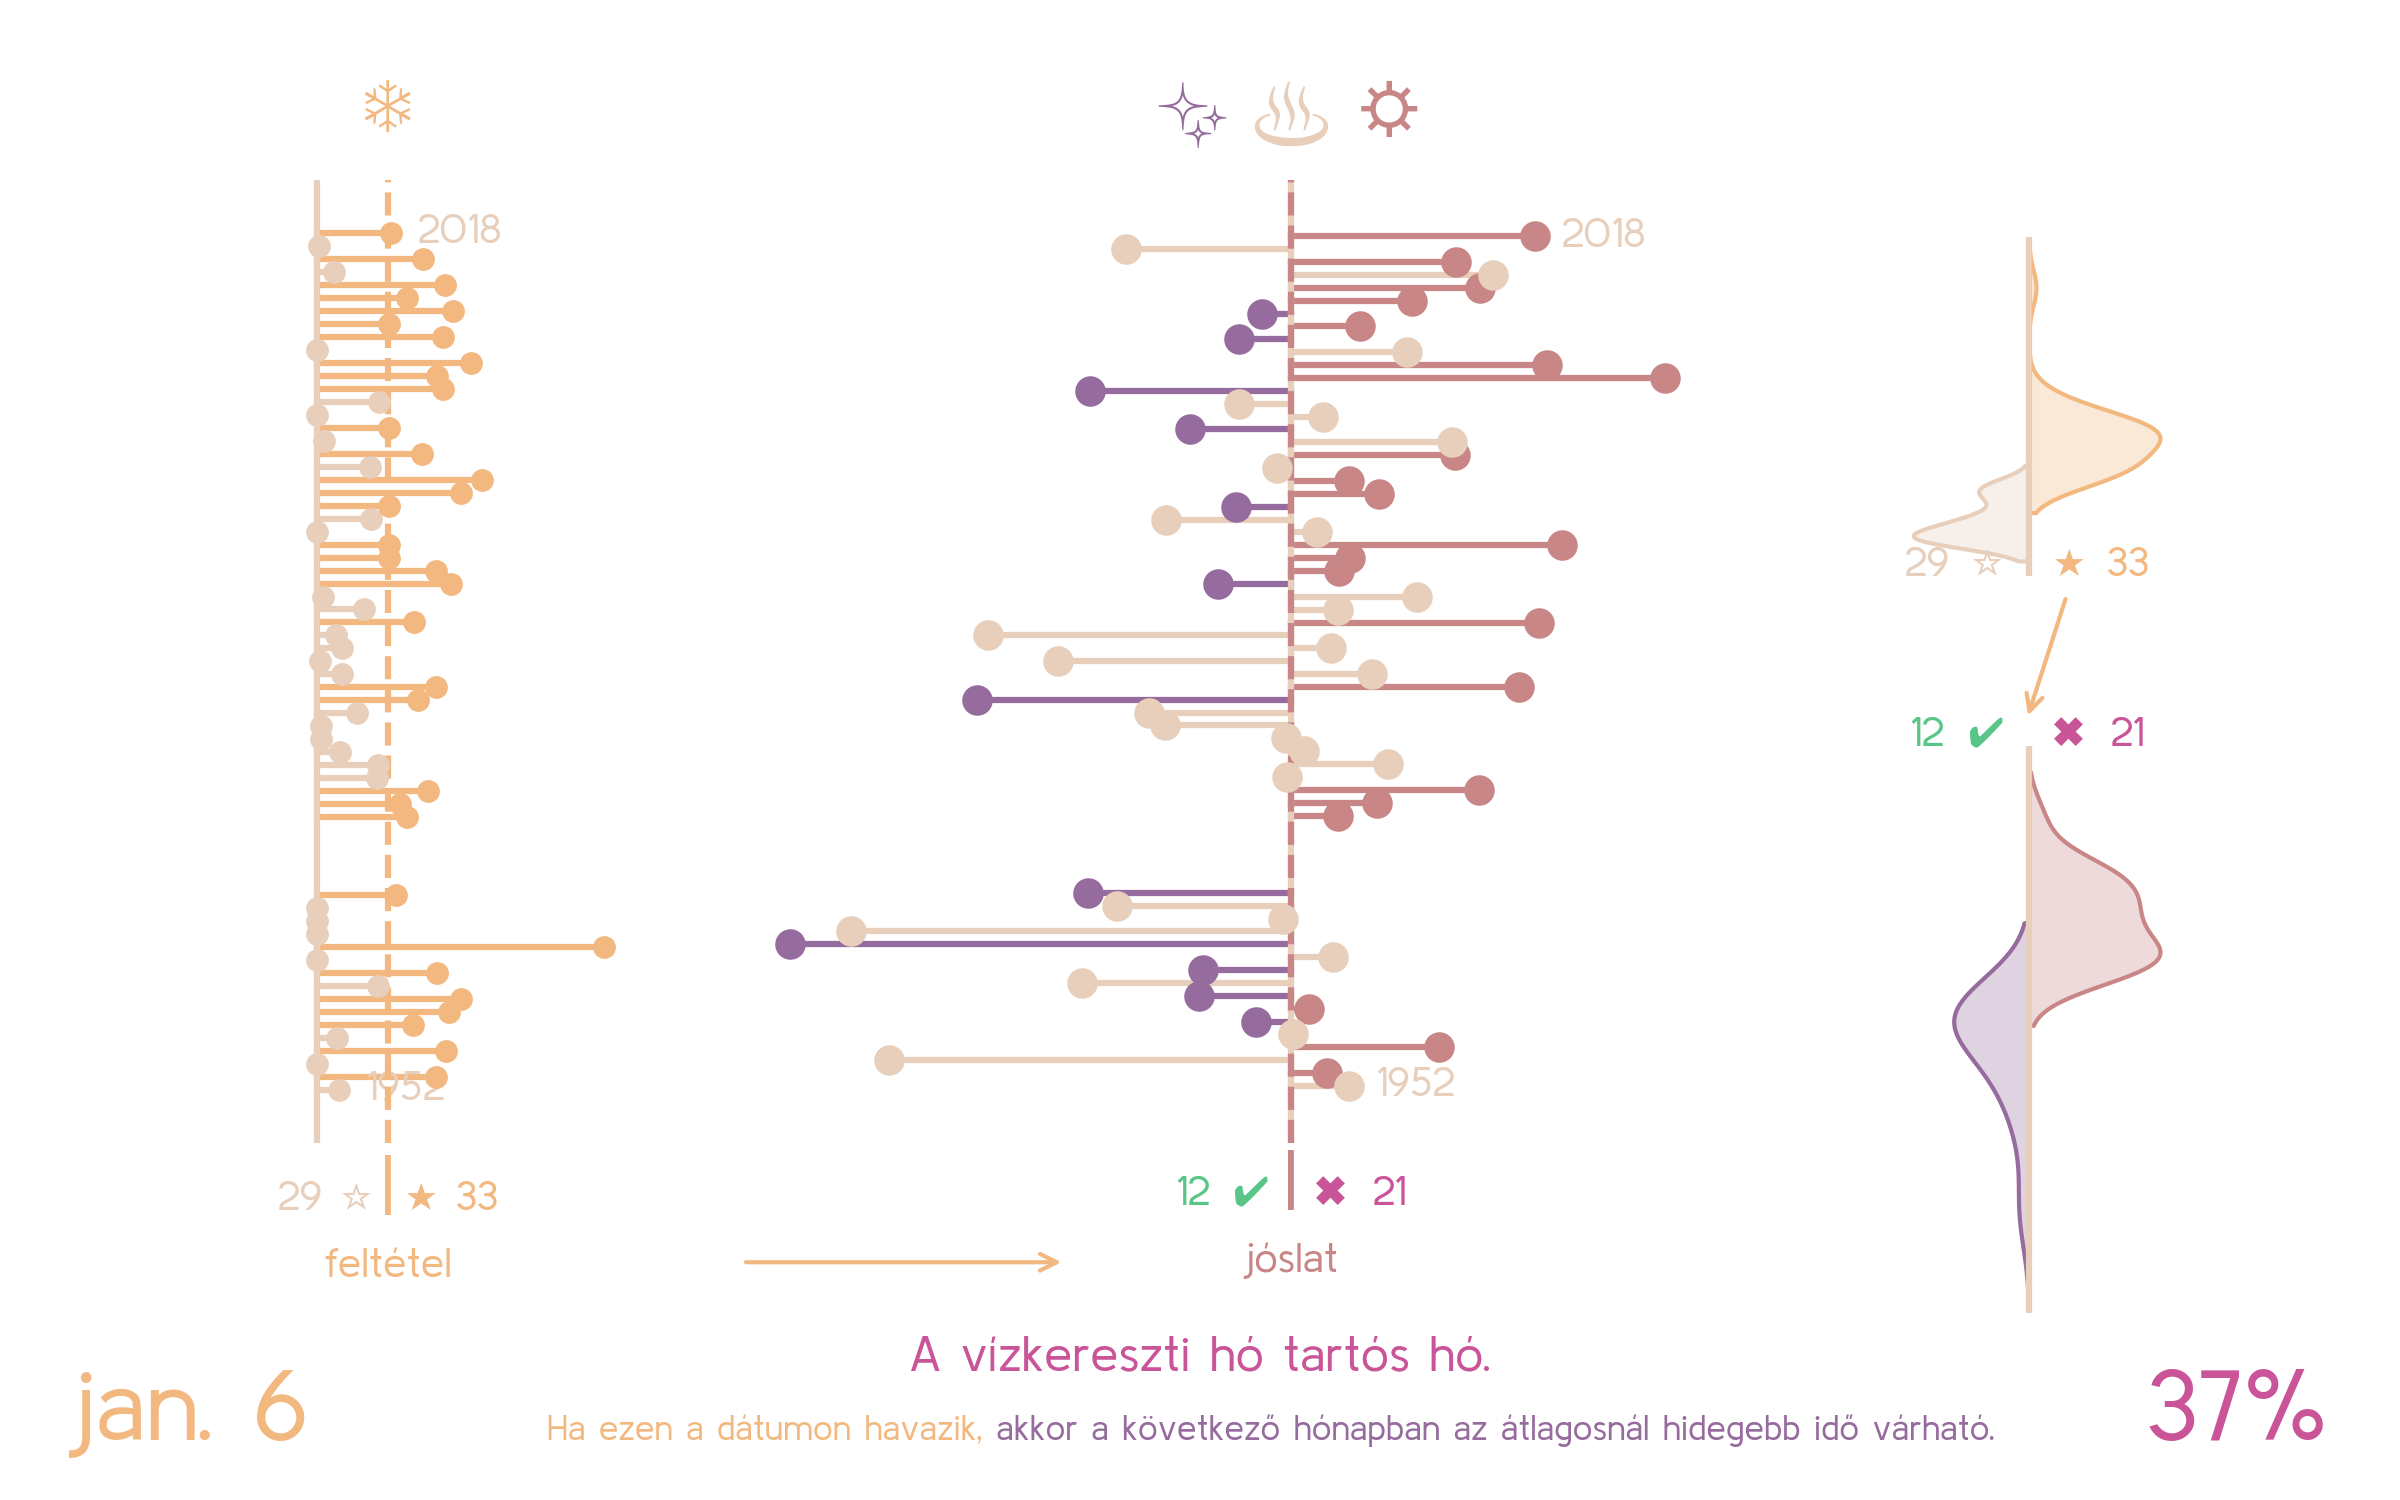 2018
2018
29 ☆ ★ 33
12 ✔ ✖ 21
1952
1952
29 ☆ ★ 33
12 ✔ ✖ 21
feltétel
jóslat
A vízkereszti hó tartós hó.
jan. 6
37%
Ha ezen a dátumon havazik, akkor a következő hónapban az átlagosnál hidegebb idő várható.